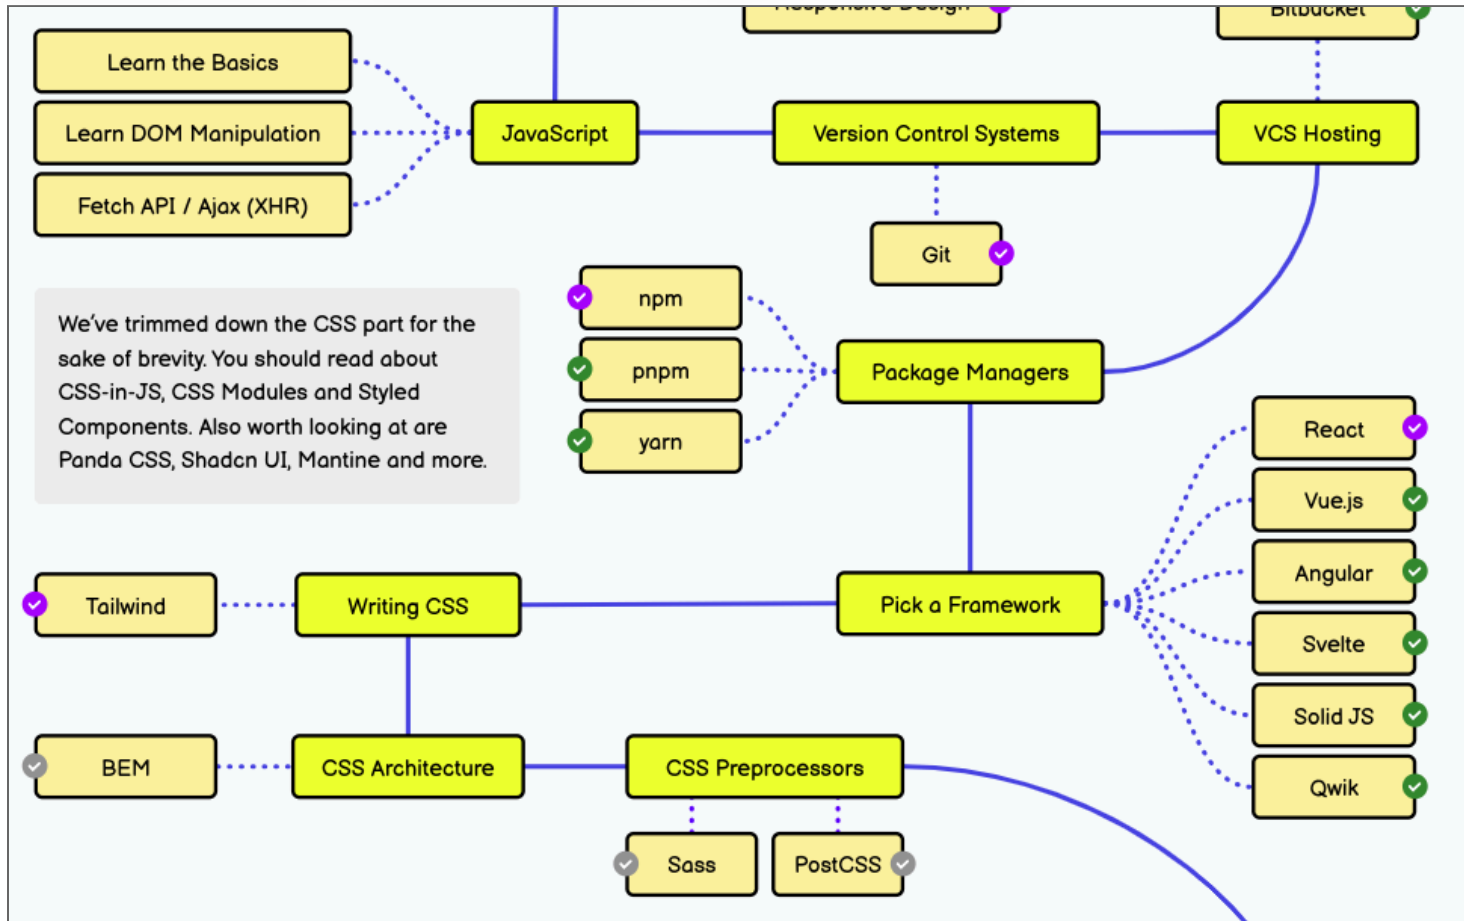 Responsive Design
Bitbucket
Learn the Basics
Learn DOM Manipulation
Fetch API / Ajax (XHR)
JavaScript
Version Control Systems
VCS Hosting
Git
npm
pnpm
yarn
Package Managers
We've trimmed down the CSS part for the
sake of brevity. You should read about
CSS-in-JS, CSS Modules and Styled
Components. Also worth looking at are
Panda CSS, Shadcn UI, Mantine and more.
React
Vue.js
Angular
Svelte
Solid JS
Qwik
Pick a Framework
Writing CSS
Tailwind
BEM
CSS Architecture
CSS Preprocessors
Sass
PostCSS